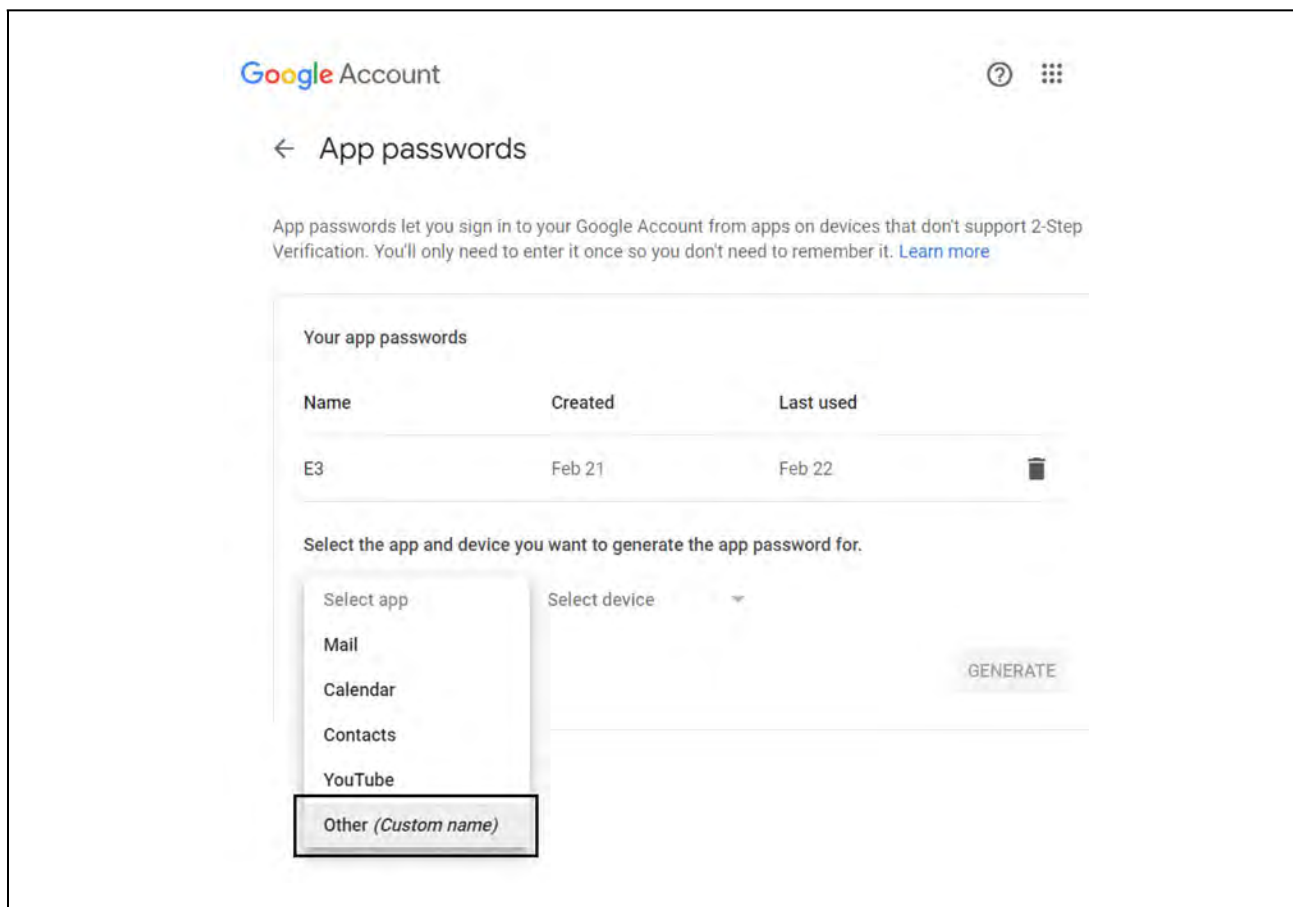 Google Account
App passwords
App passwords let you sign in to your Google Account from apps on devices that don't support 2-Step
Verification. You'll only need to enter it once so you don't need to remember it. Learn more
Your app passwords
Name Created Last used
E3 Feb 21 Feb 22
Select the app and device you want to generate the app password for.
Select app Select device
Mail
GENERATE
Calendar
Contacts
YouTube
Other (Custom name)